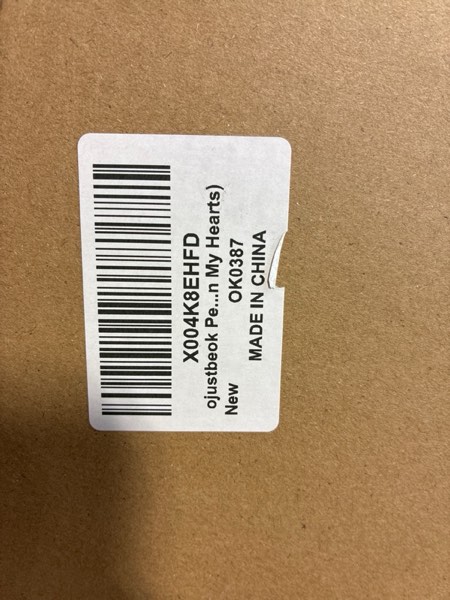 X004K8EHFD
ojustbeok Pe...n My Hearts)
New OK0387
MADE IN CHINA